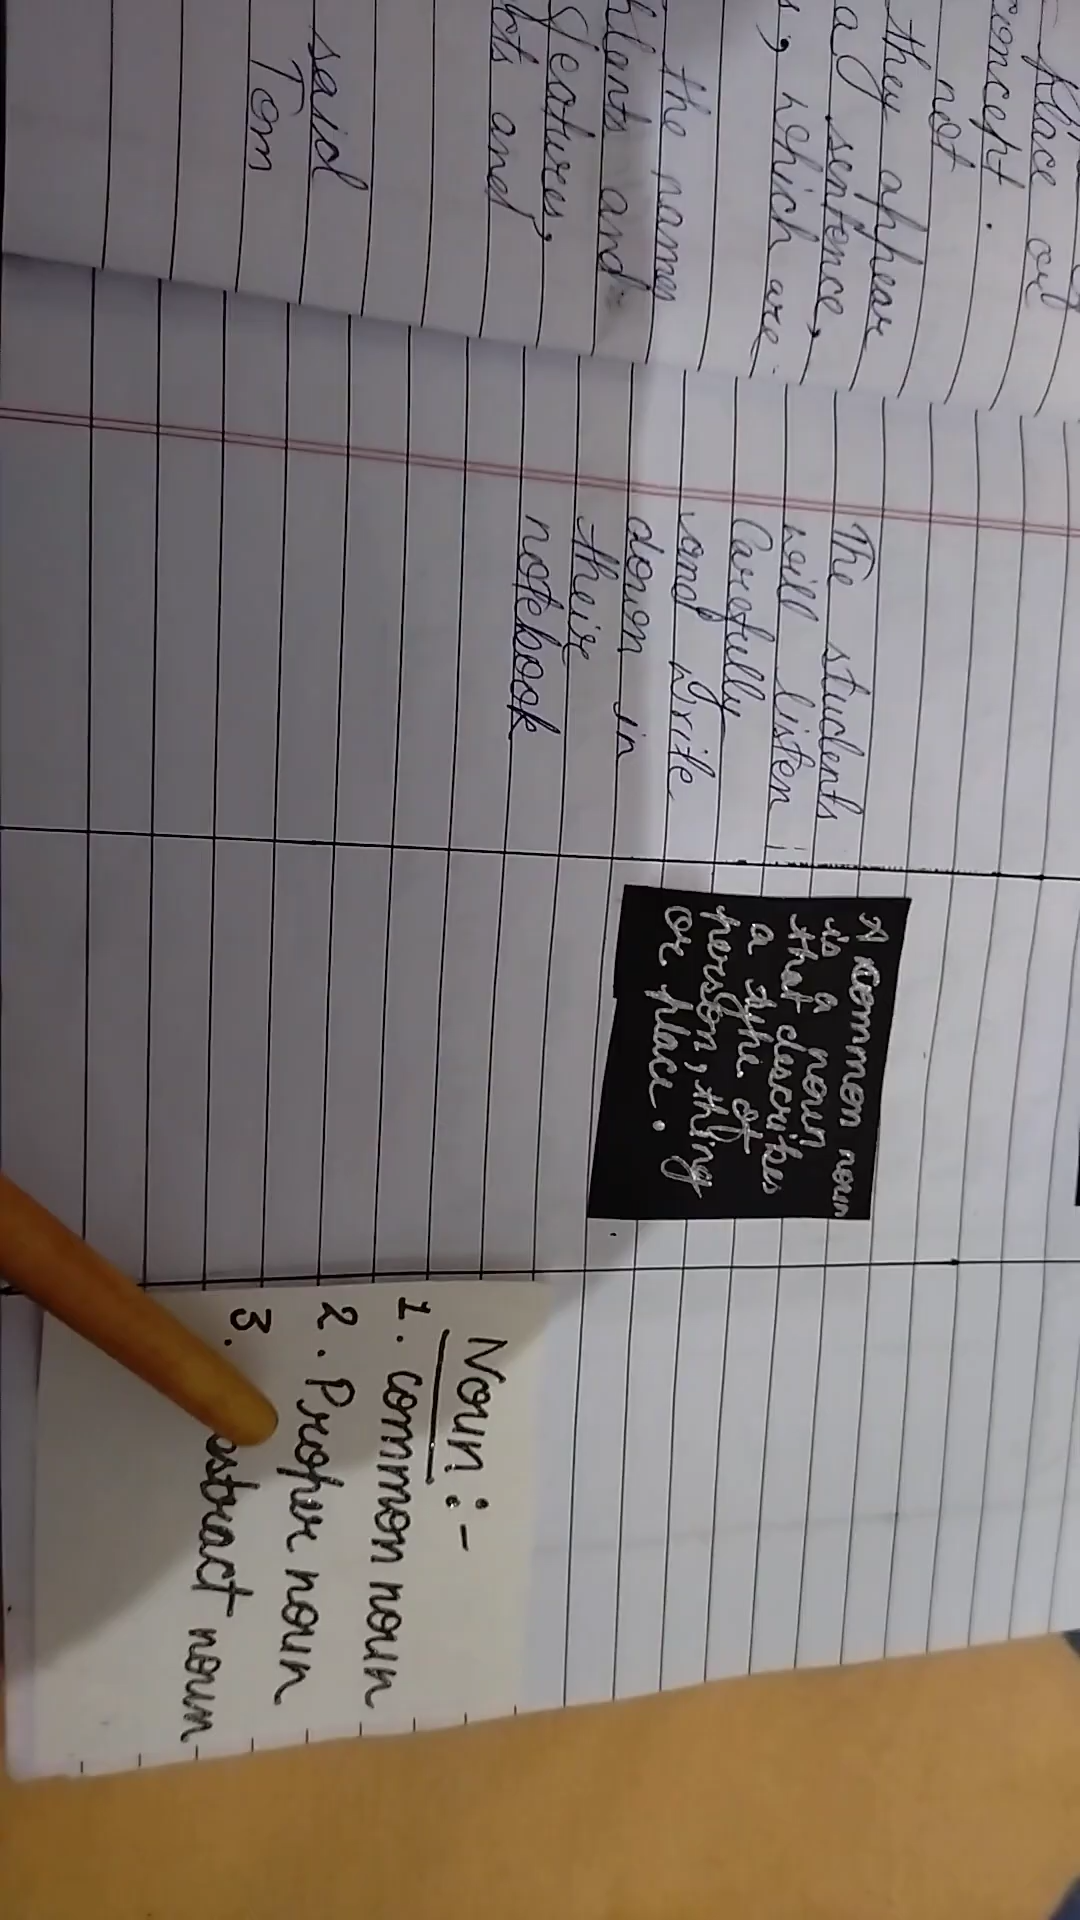 place or
concept.
not
they appear
a sentence,
which are
the names
and
and
said
Tom
The students
will listen
Carefully
and Write
down in
their
notebook
A common noun
is a noun
that describes
a type of
person, thing
or place.
Noun :-
1. common noun
2. Proper noun
3. bstract noun